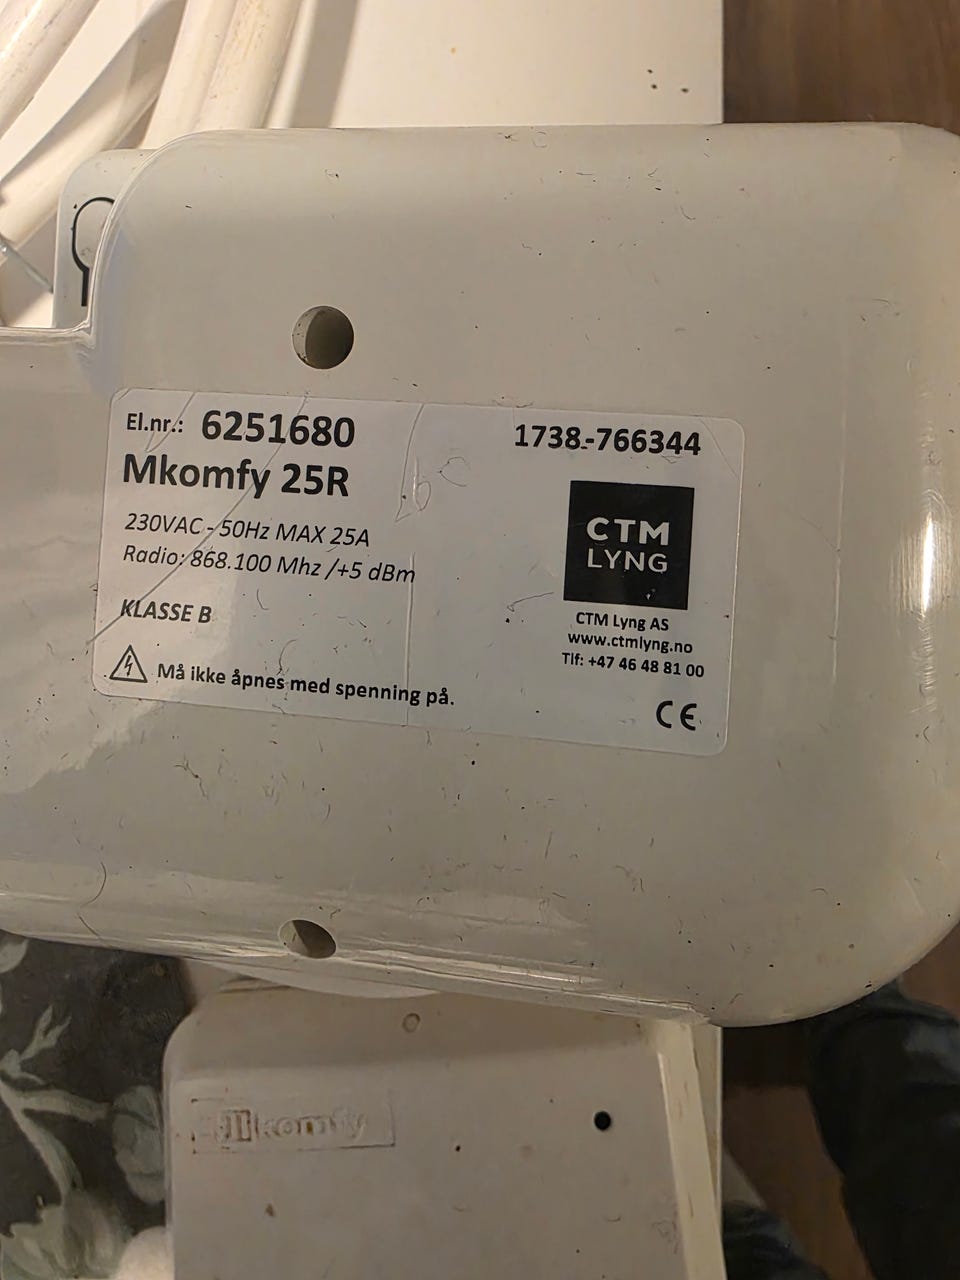 El.nr.: 6251680
1738-766344
Mkomfy 25R
230VAC - 50Hz MAX 25A
Radio: 868.100 Mhz /+5 dBm
KLASSE B
Må ikke åpnes med spenning på.
CTM
LYNG
CTM Lyng AS
www.ctmlyng.no
Tlf: +47 46 48 81 00
CE
mkomfy